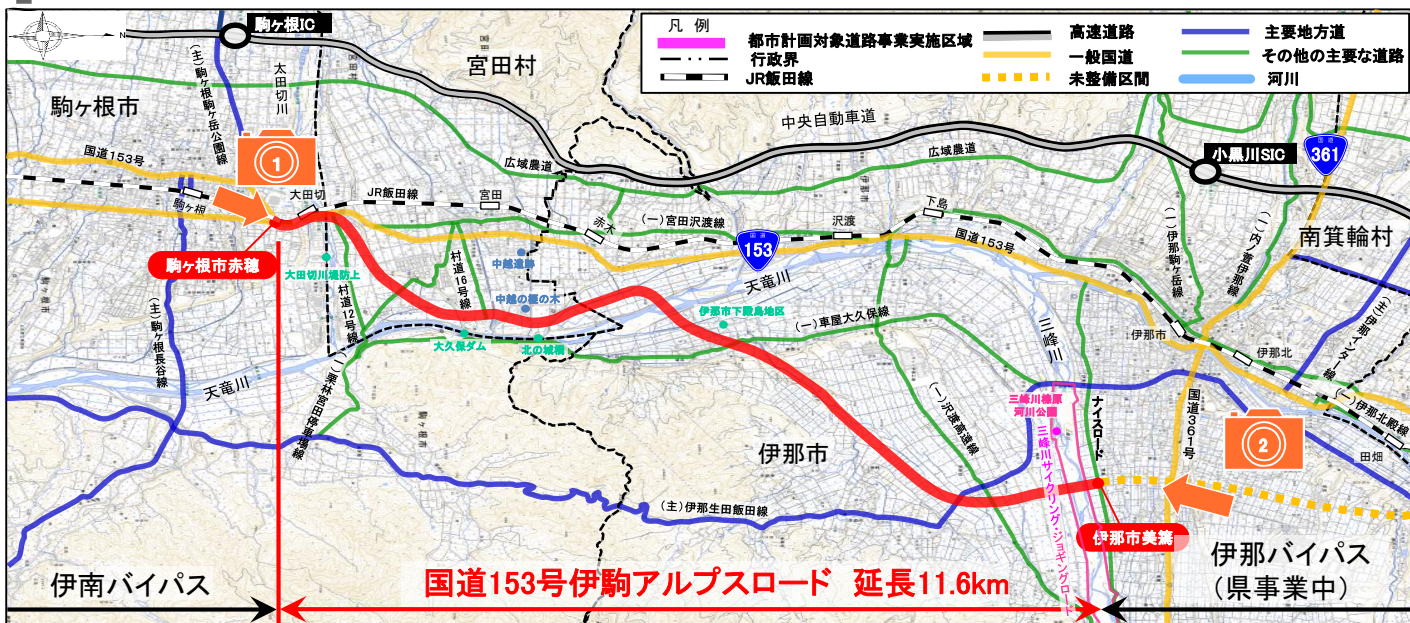 凡 例
都市計画対象道路事業実施区域
行政界
JR飯田線
高速道路
一般国道
未整備区間
主要地方道
その他の主要な道路
河川
N
駒ヶ根IC
宮田村
駒ヶ根市
(主)駒ヶ根駒ヶ岳公園線
太田切川
中央自動車道
小黒川SIC
国道
361
国道153号
1
広域農道
広域農道
大田切
JR飯田線
宮田
駒ヶ根
赤木
(一)宮田沢渡線
沢渡
下島
国道
153
国道153号
(一)伊那駒ヶ岳線
(一)内ノ萱伊那線
南箕輪村
駒ヶ根市赤穂
大田切川堤防上
村道16号線
中越遺跡
中越の榎の木
天竜川
村道12号線
伊那市下殿島地区
(一)車屋大久保線
三峰川
伊那市
伊那北
(主)伊那インター線
(主)駒ヶ根長谷線
天竜川
大久保ダム
北の城橋
(一)栗林宮田停車場線
(一)沢渡高遠線
三峰川榛原
河川公園
ナイスロード
国道361号
(一)伊那北殿線
2
田畑
駒ヶ根市
伊那市
三峰川サイクリング・ジョギングロード
(主)伊那生田飯田線
伊那市美篶
伊南バイパス
国道153号伊駒アルプスロード 延長11.6km
伊那バイパス
(県事業中)